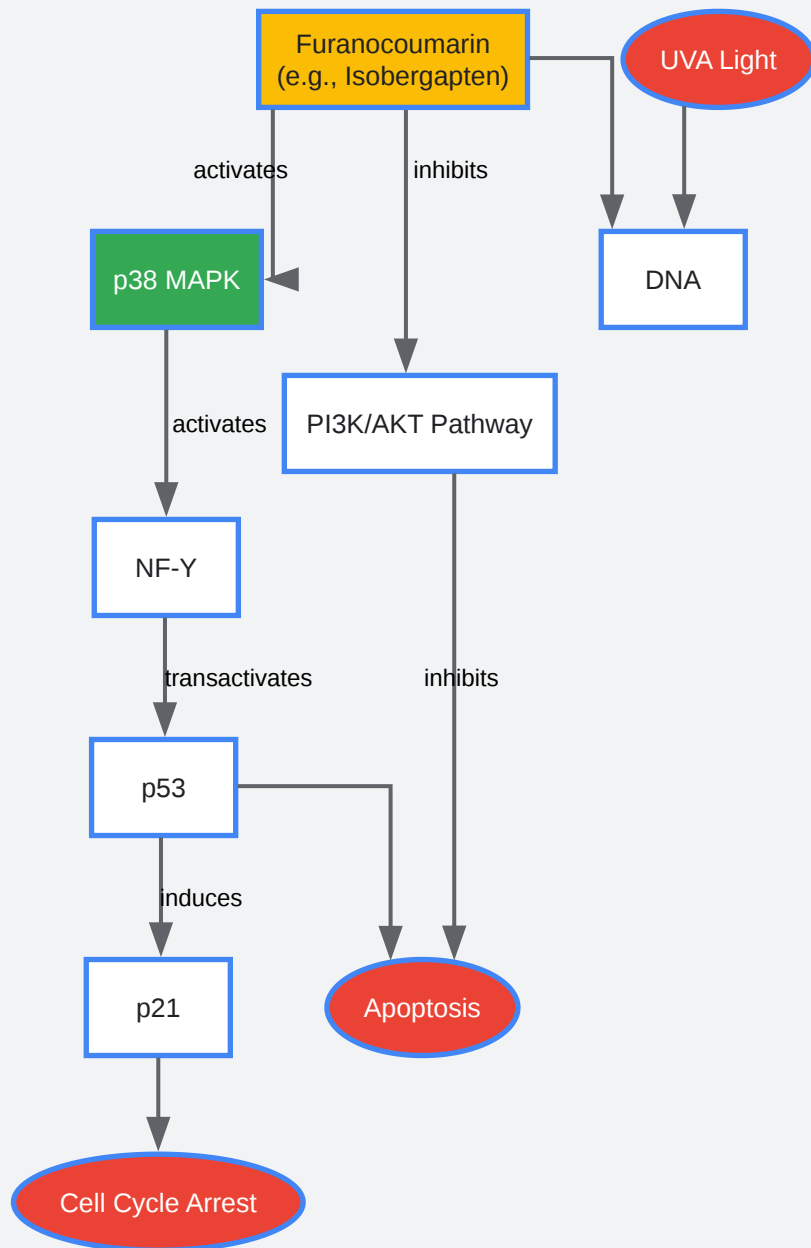 Furanocoumarin
(e.g., Isobergapten)
UVA Light
activates
inhibits
p38 MAPK
DNA
activates
PI3K/AKT Pathway
NF-Y
transactivates
inhibits
p53
induces
p21
Apoptosis
Cell Cycle Arrest